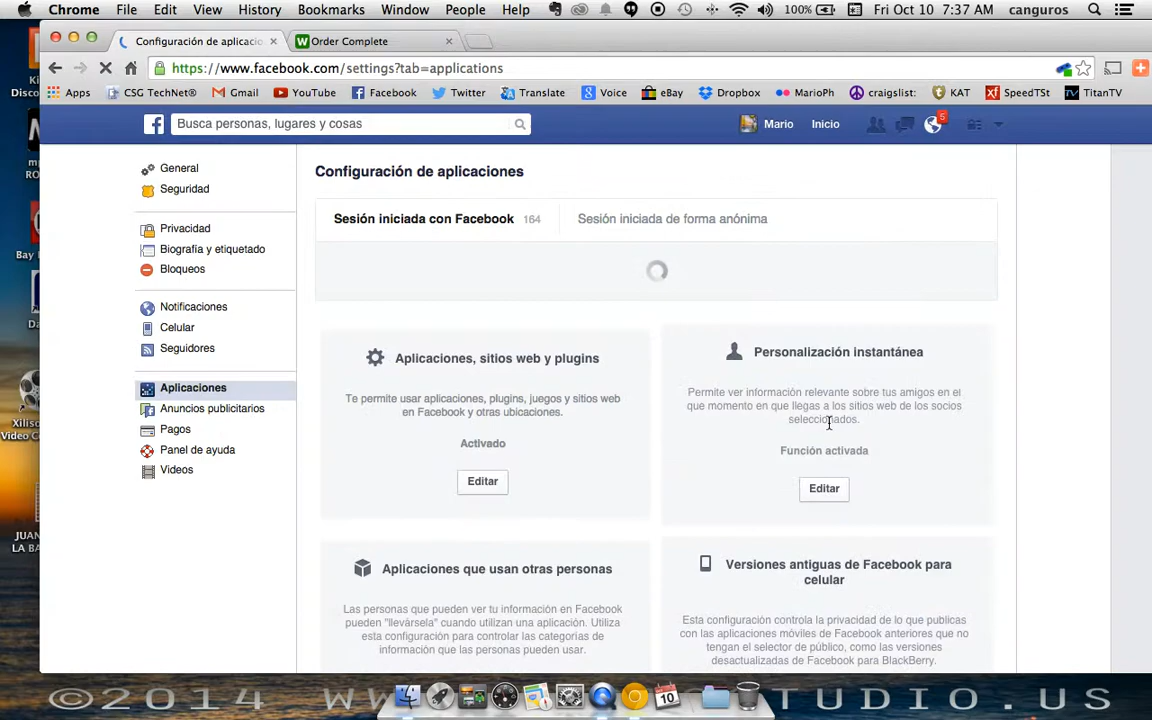 Chrome File Edit View History Bookmarks Window People Help 100% Fri Oct 10 7:37 AM canguros
Configuración de aplicacio Order Complete
https://www.facebook.com/settings?tab=applications
Apps CSG TechNet® Gmail YouTube Facebook Twitter Translate Voice eBay Dropbox MarioPh craigslist: KAT SpeedTSt TitanTV
Busca personas, lugares y cosas Mario Inicio 5
General
Seguridad
Privacidad
Biografía y etiquetado
Bloqueos
Notificaciones
Celular
Seguidores
Aplicaciones
Anuncios publicitarios
Pagos
Panel de ayuda
Videos
Configuración de aplicaciones
Sesión iniciada con Facebook 164 Sesión iniciada de forma anónima
Aplicaciones, sitios web y plugins
Te permite usar aplicaciones, plugins, juegos y sitios web
en Facebook y otras ubicaciones.
Activado
Editar
Personalización instantánea
Permite ver información relevante sobre tus amigos en el
que momento en que llegas a los sitios web de los socios
seleccionados.
Función activada
Editar
Aplicaciones que usan otras personas
Las personas que pueden ver tu información en Facebook
pueden "llevársela" cuando utilizan una aplicación. Utiliza
esta configuración para controlar las categorías de
información que las personas pueden usar.
Versiones antiguas de Facebook para
celular
Esta configuración controla la privacidad de lo que publicas
con las aplicaciones móviles de Facebook anteriores que no
tengan el selector de público, como las versiones
desactualizadas de Facebook para BlackBerry.
©2014 TUDIO.US
10